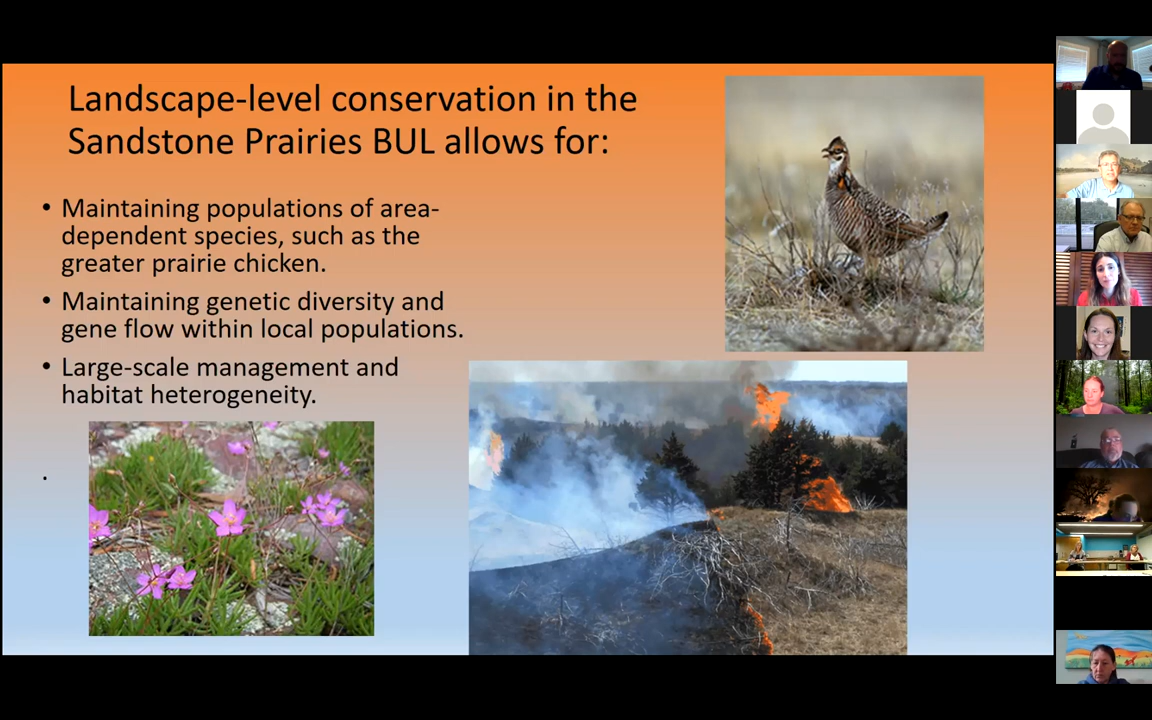 Landscape-level conservation in the
Sandstone Prairies BUL allows for:
• Maintaining populations of area-
dependent species, such as the
greater prairie chicken.
• Maintaining genetic diversity and
gene flow within local populations.
• Large-scale management and
habitat heterogeneity.
.